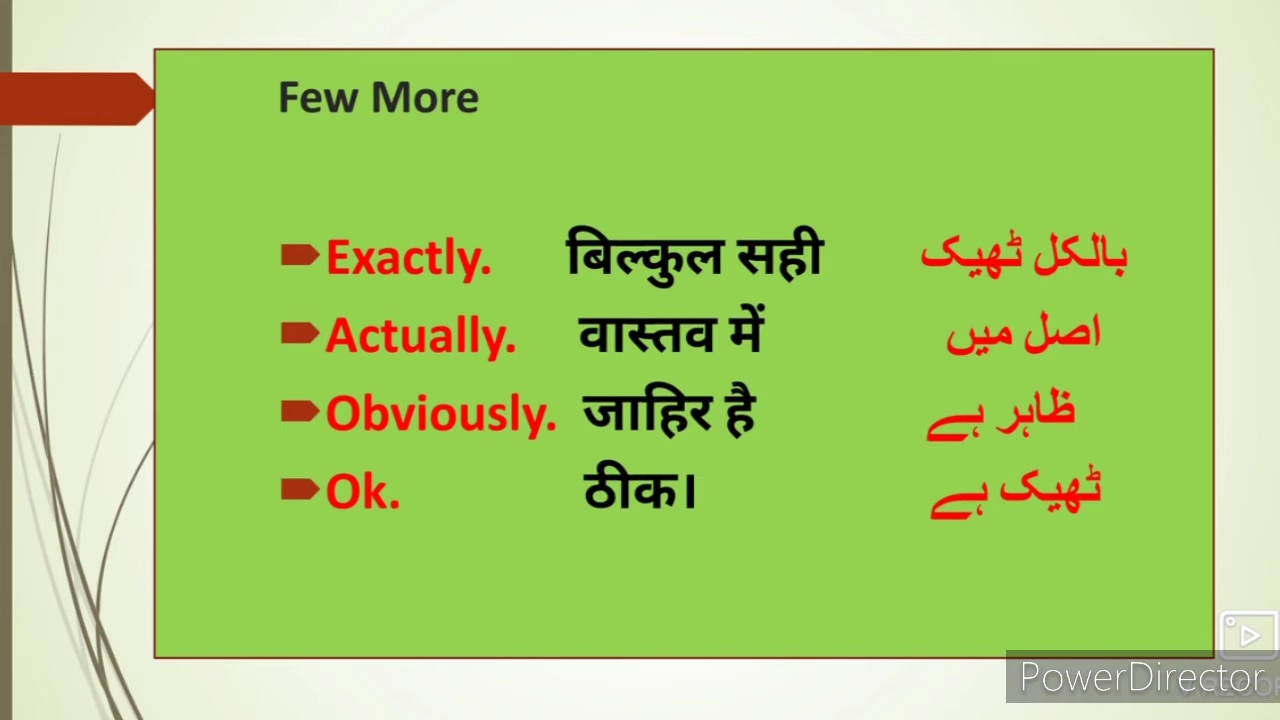 Few More
Exactly. बिल्कुल सही بالکل ٹھیک
Actually. वास्तव में اصل میں
Obviously. जाहिर है ظاہر ہے
Ok. ठीक। ٹھیک ہے
PowerDirector